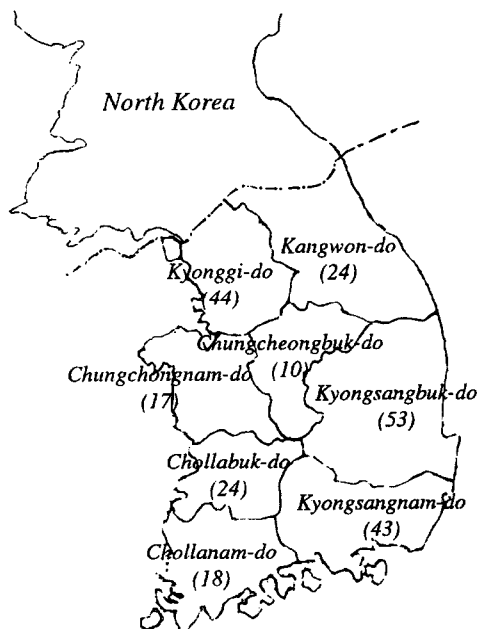 North Korea
Kangwon-do
(24)
Kyonggi-do
(44)
Chungcheongbuk-do
(10)
Chungchongnam-do
(17)
Kyongsangbuk-do
(53)
Chollabuk-do
(24)
Kyongsangnam-do
(43)
Chollanam-do
(18)